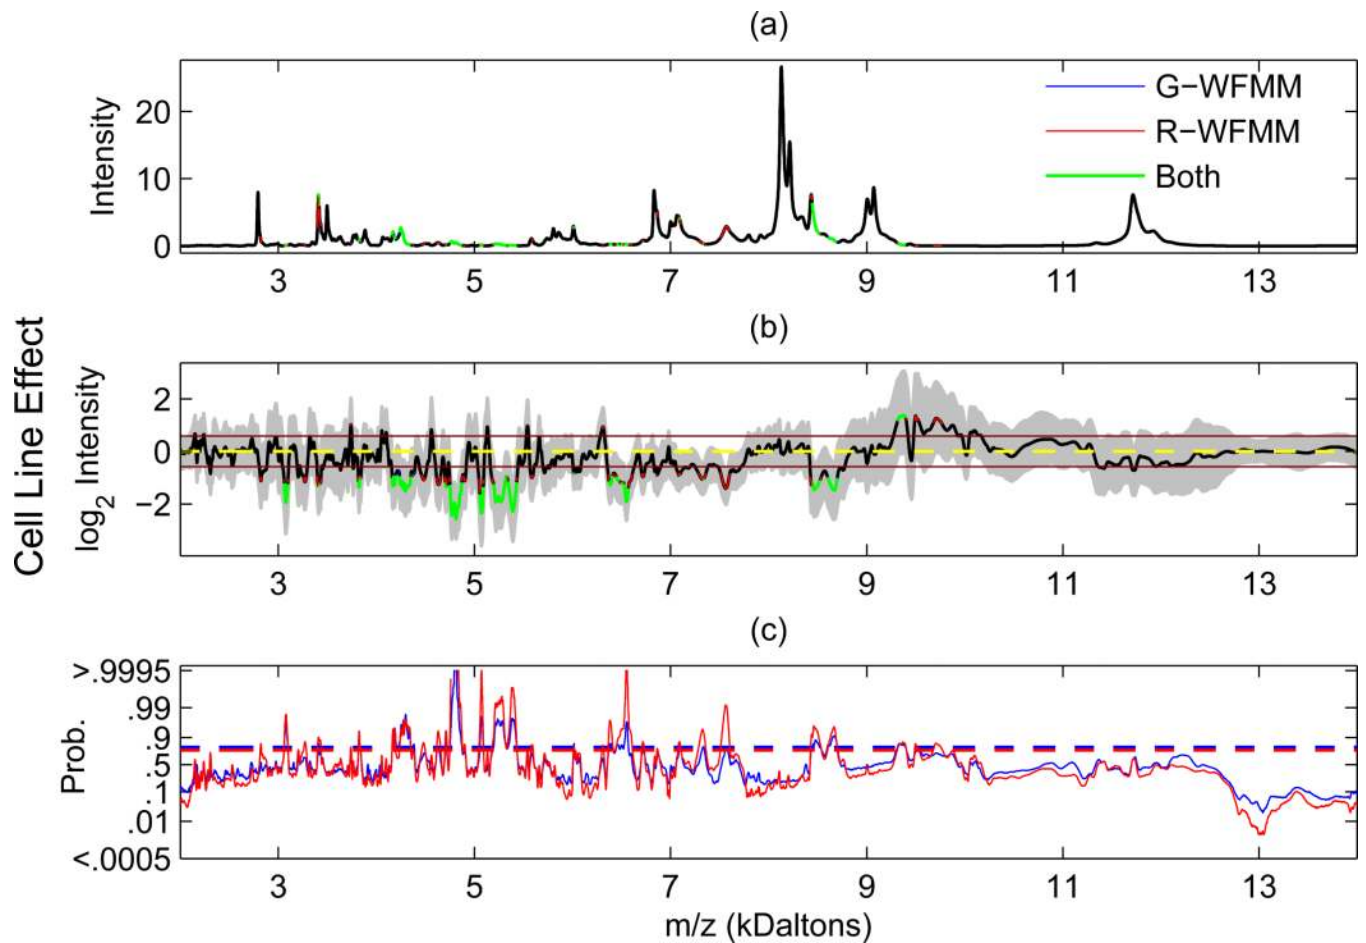 (a)
Intensity
20
10
0
G−WFMM
R−WFMM
Both
3 5 7 9 11 13
(b)
Cell Line Effect
log2 Intensity
2
0
−2
3 5 7 9 11 13
(c)
Prob.
>.9995
.99
.9
.5
.1
.01
<.0005
3 5 7 9 11 13
m/z (kDaltons)